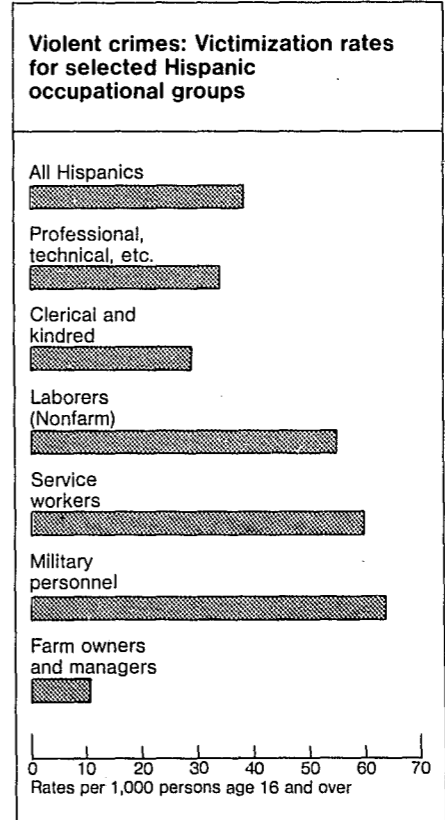 Violent crimes: Victimization rates
for selected Hispanic
occupational groups
All Hispanics
Professional,
technical, etc.
Clerical and
kindred
Laborers
(Nonfarm)
Service
workers
Military
personnel
Farm owners
and managers
0 10 20 30 40 50 60 70
Rates per 1,000 persons age 16 and over